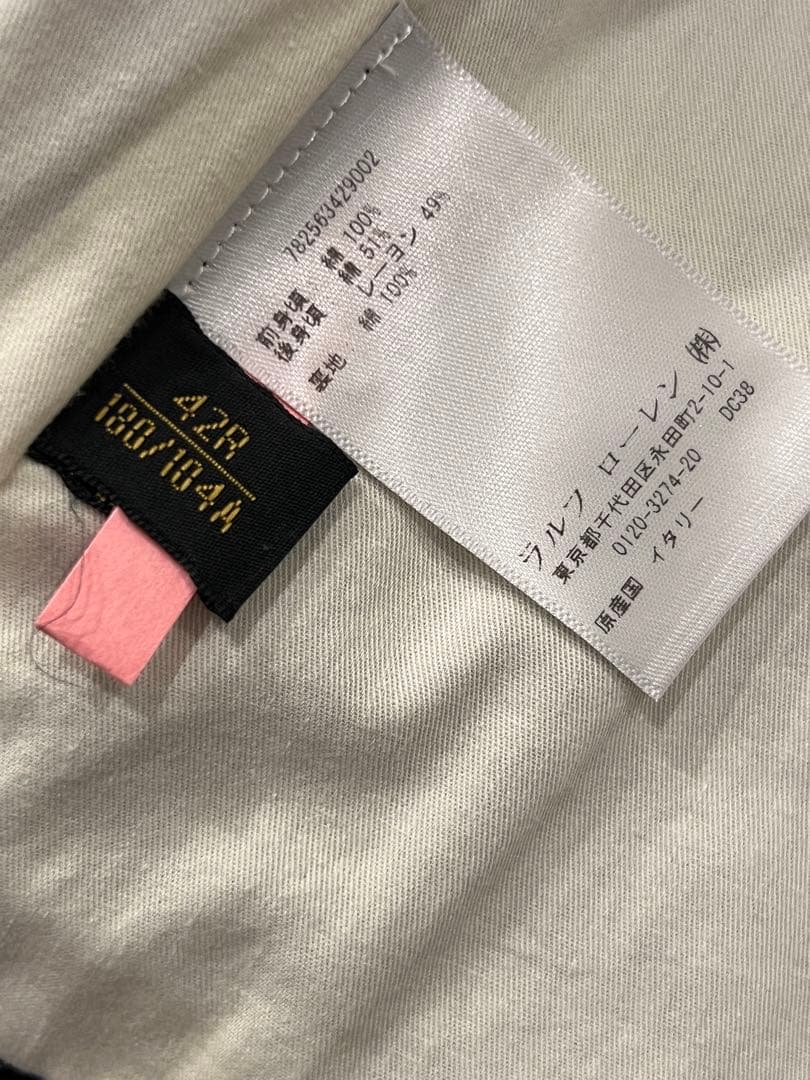 782563429002
前身頃 絹 100%
後身頃 綿 51%
レーヨン 49%
裏地 綿 100%
ラルフ ローレン (株)
東京都千代田区永田町2-10-1
0120-3274-20 DC38
原産国 イタリー
42R
188/104A